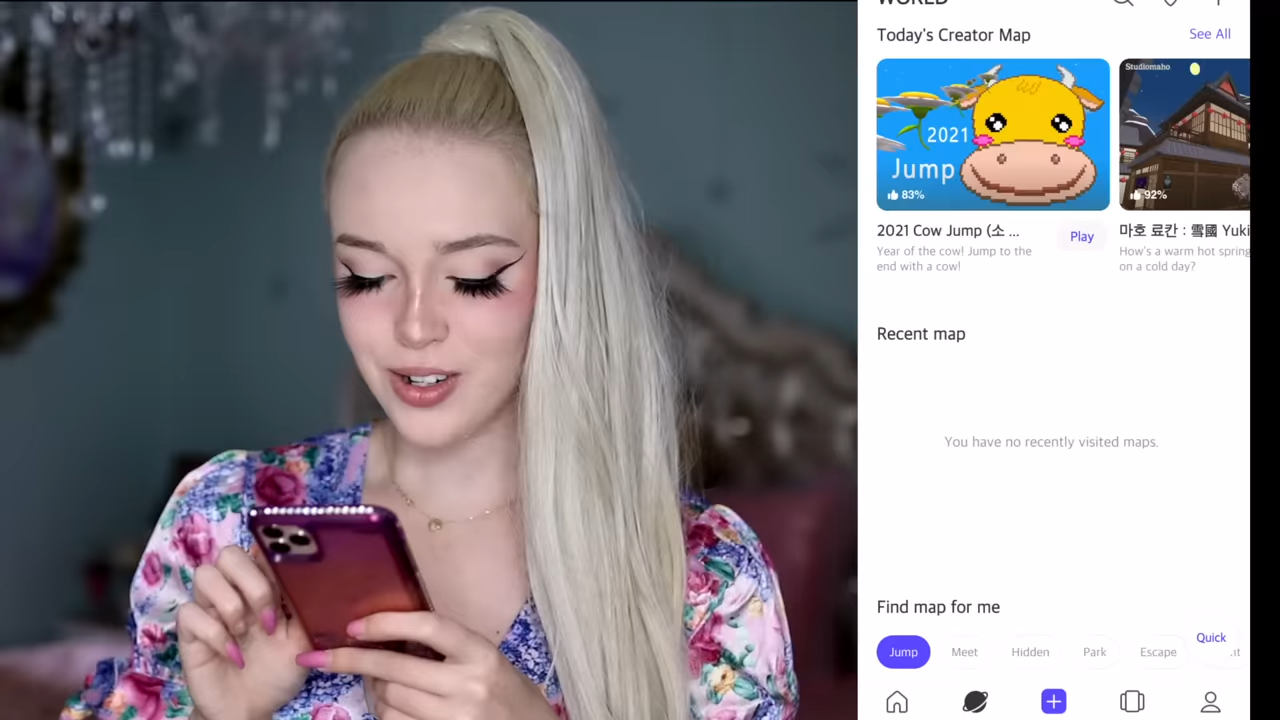 WORLD
Today's Creator Map
See All
2021
Jump
83%
Studiomaho
92%
2021 Cow Jump (소 ...
Play
Year of the cow! Jump to the
end with a cow!
마호 료칸 : 雪國 Yuki
How's a warm hot spring
on a cold day?
Recent map
You have no recently visited maps.
Find map for me
Jump
Meet
Hidden
Park
Escape
Quick